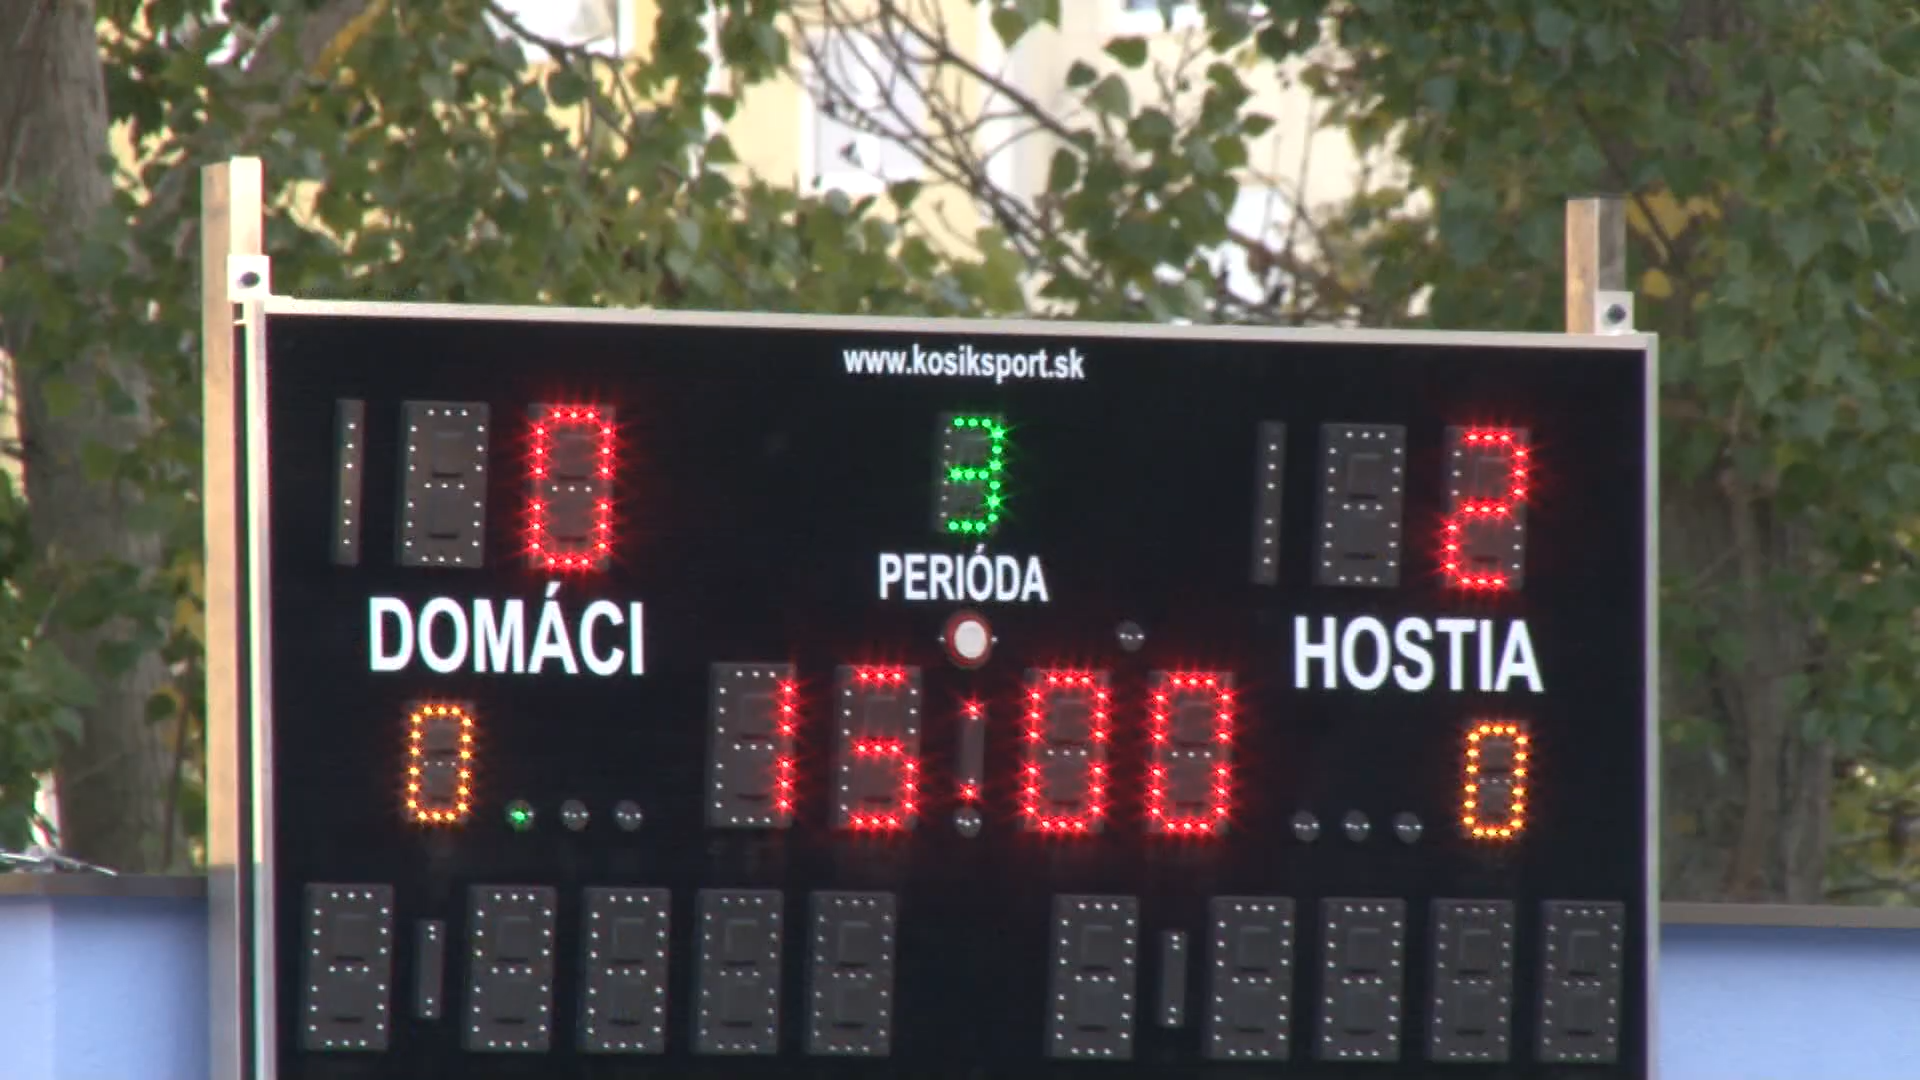 www.kosiksport.sk
0 3 2
PERIÓDA
DOMÁCI HOSTIA
0 15:00 0